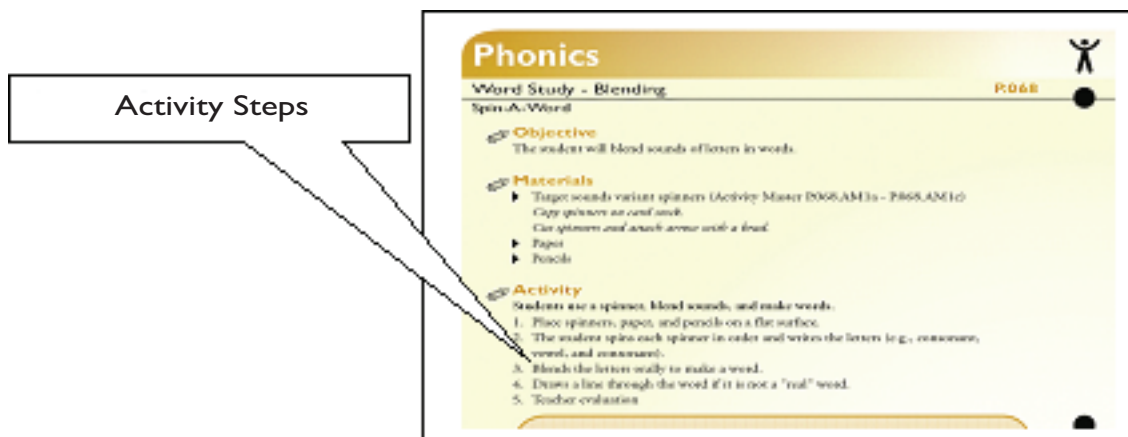 Activity Steps
Phonics
Word Study - Blending P.068
Spin-A-Word
Objective
The student will blend sounds of letters in words.
Materials
Target sounds variant spinners (Activity Master P.068.AM1a - P.068.AM1c)
Copy spinners on card stock.
Cut spinners and attach arrow with a brad.
Paper
Pencils
Activity
Students use a spinner, blend sounds, and make words.
1. Place spinners, paper, and pencils on a flat surface.
2. The student spins each spinner in order and writes the letters (e.g., consonant,
vowel, and consonant).
3. Blends the letters orally to make a word.
4. Draws a line through the word if it is not a "real" word.
5. Teacher evaluation